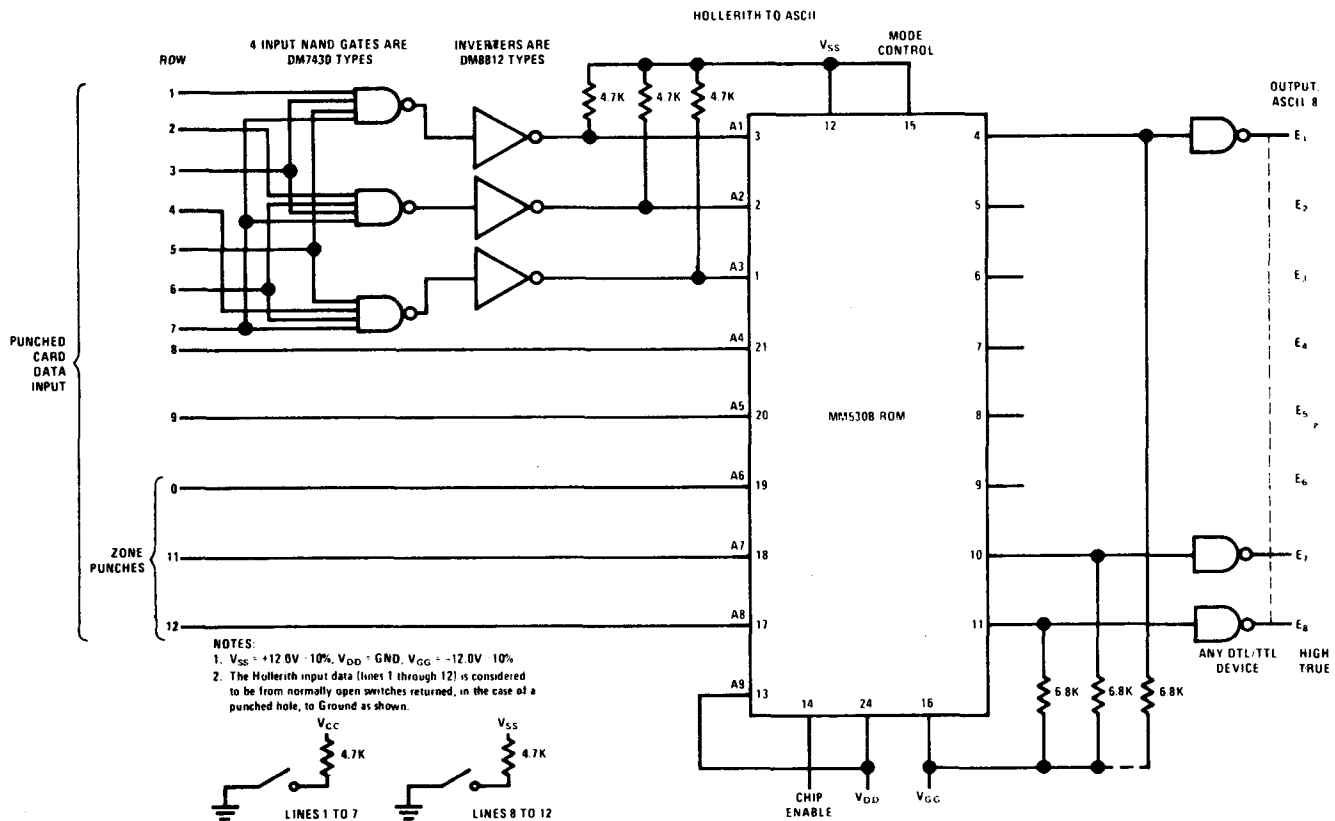 HOLLERITH TO ASCII
4 INPUT NAND GATES ARE
DM7430 TYPES
INVERTERS ARE
DM8812 TYPES
VSS
MODE
CONTROL
ROW
OUTPUT.
ASCII 8
1
2
3
4
5
6
7
8
9
0
11
12
PUNCHED
CARD
DATA
INPUT
ZONE
PUNCHES
4.7K
4.7K
4.7K
A1
A2
A3
A4
A5
A6
A7
A8
A9
3
2
1
21
20
19
18
17
13
12
15
MM530B ROM
4
5
6
7
8
9
10
11
14
24
16
E1
E2
E3
E4
E5
E6
E7
E8
HIGH
TRUE
ANY DTL/TTL
DEVICE
6.8K
6.8K
6.8K
CHIP
ENABLE
VDD
VGG
NOTES:
1. VSS = +12.0V ·10%, VDD = GND, VGG = -12.0V ·10%
2. The Hollerith input data (lines 1 through 12) is considered
to be from normally open switches returned, in the case of a
punched hole, to Ground as shown.
VCC
4.7K
LINES 1 TO 7
VSS
4.7K
LINES 8 TO 12